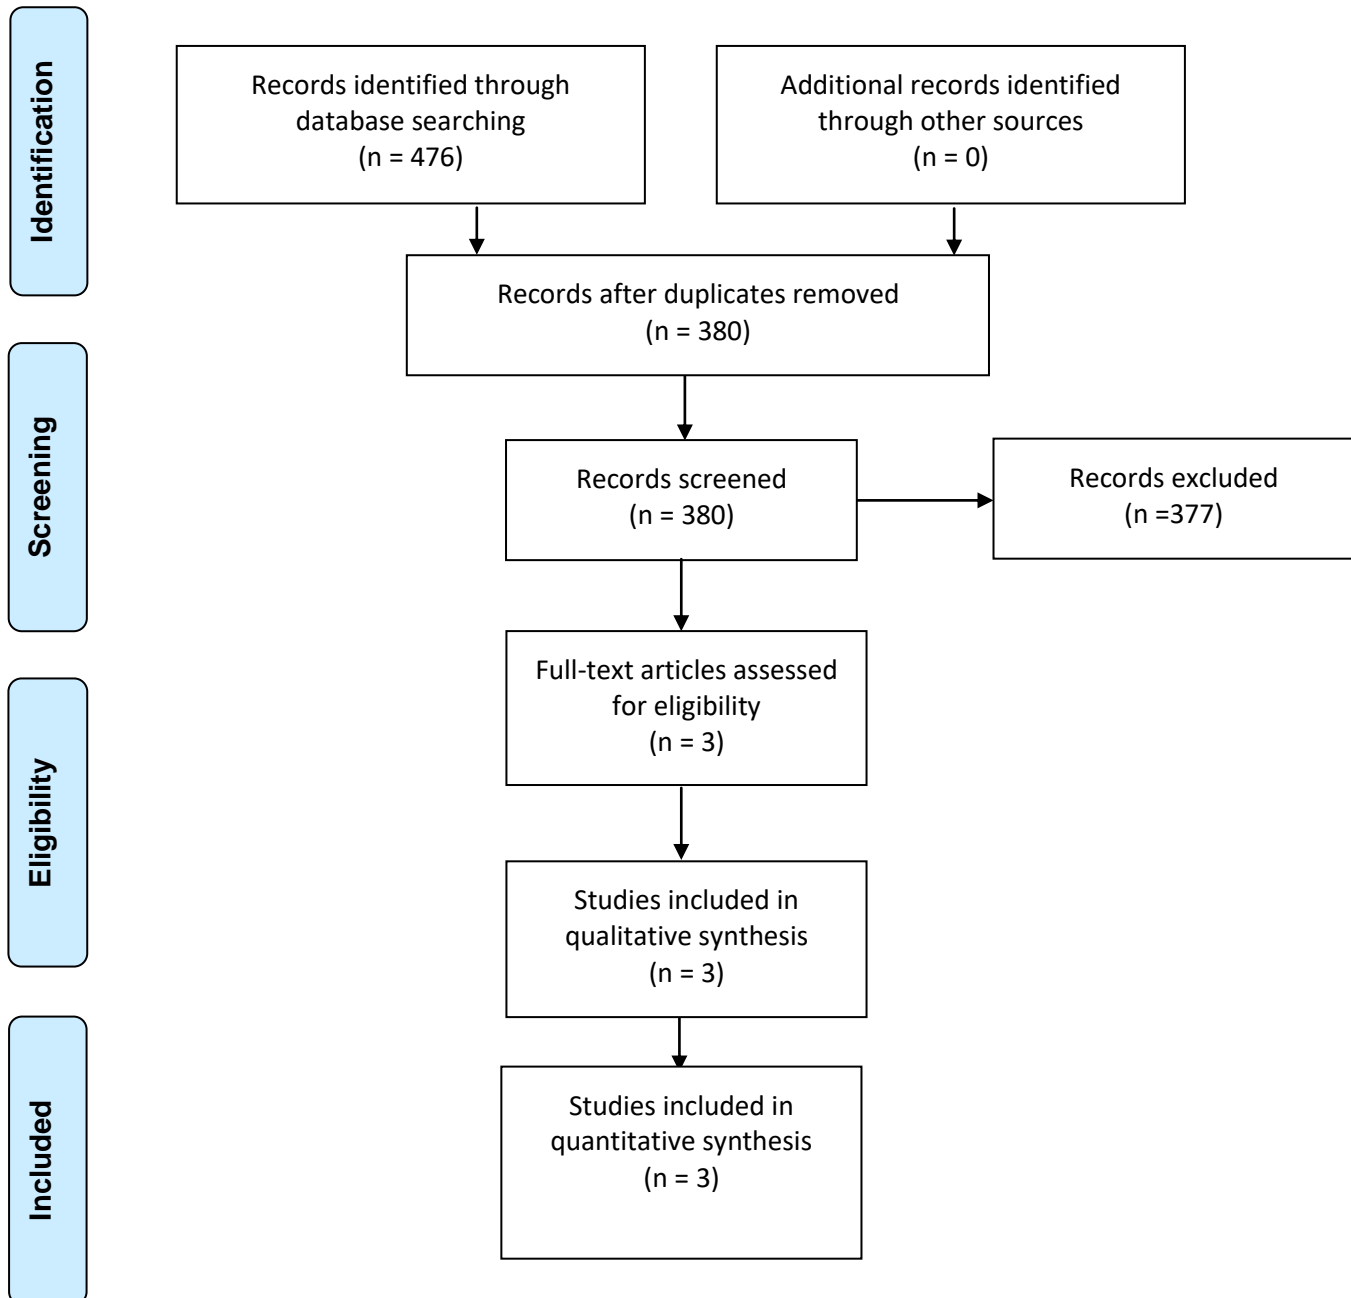 Identification
Records identified through
database searching
(n = 476)
Additional records identified
through other sources
(n = 0)
Records after duplicates removed
(n = 380)
Screening
Records screened
(n = 380)
Records excluded
(n =377)
Eligibility
Full-text articles assessed
for eligibility
(n = 3)
Studies included in
qualitative synthesis
(n = 3)
Included
Studies included in
quantitative synthesis
(n = 3)